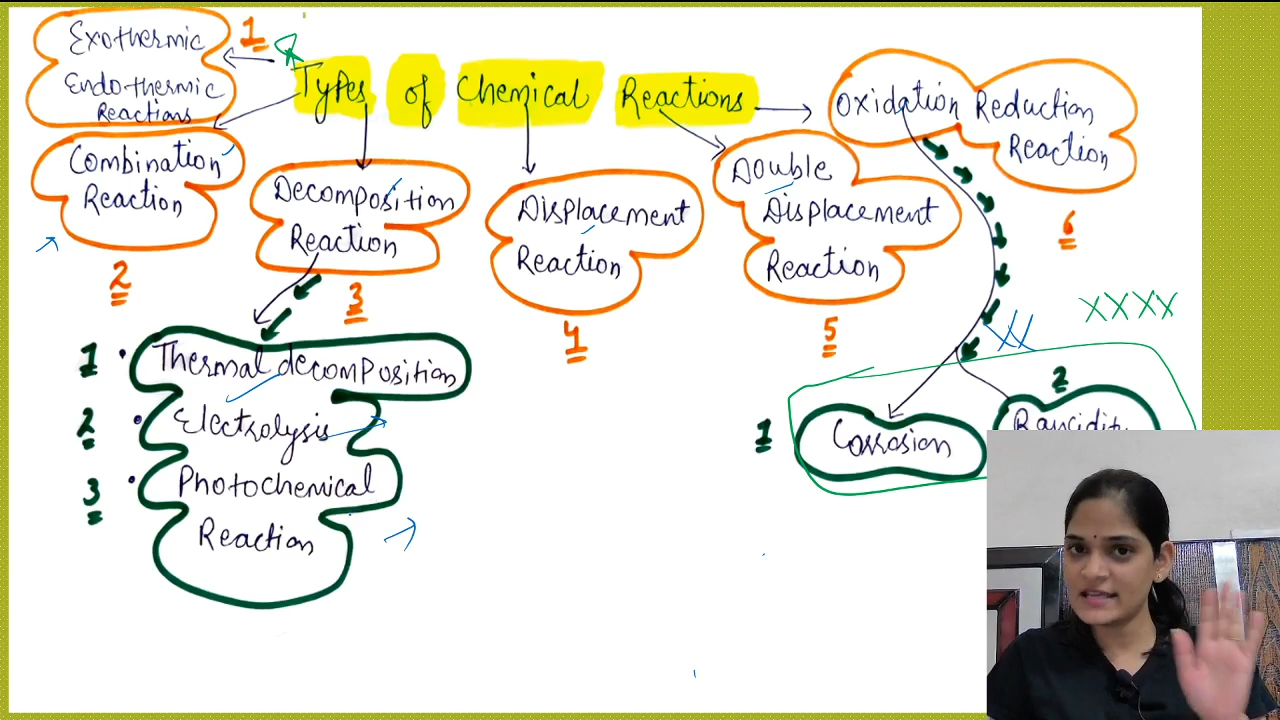 Types of Chemical Reactions
1
Exothermic
Endothermic
Reactions
Combination
Reaction
2
Decomposition
Reaction
3
Displacement
Reaction
4
Double
Displacement
Reaction
5
Oxidation Reduction
Reaction
6
1 Thermal decomposition
2 Electrolysis
3 Photochemical
Reaction
XXXX
1 Corrosion
2